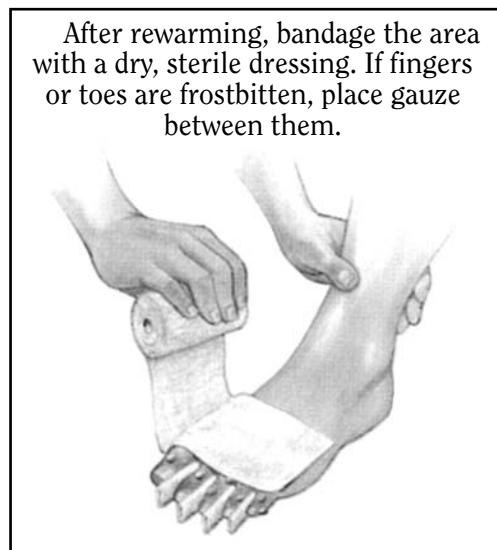 After rewarming, bandage the area
with a dry, sterile dressing. If fingers
or toes are frostbitten, place gauze
between them.